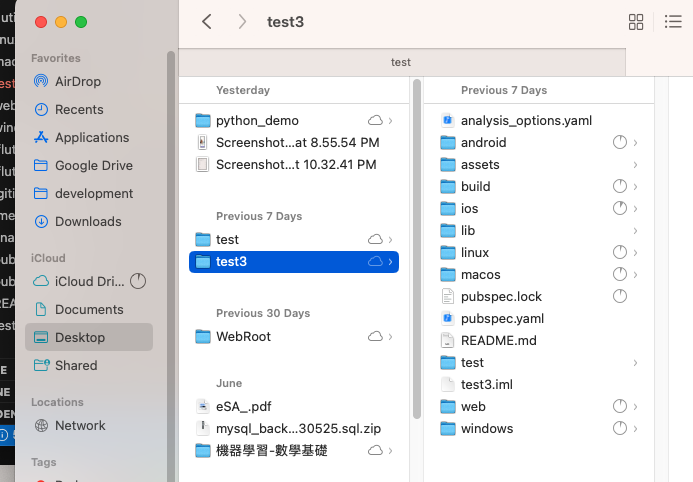 test3
test
Favorites
AirDrop
Recents
Applications
Google Drive
development
Downloads
iCloud
iCloud Dri...
Documents
Desktop
Shared
Locations
Network
Tags
Yesterday
python_demo
Screenshot...at 8.55.54 PM
Screenshot...t 10.32.41 PM
Previous 7 Days
test
test3
Previous 30 Days
WebRoot
June
eSA_.pdf
mysql_back...30525.sql.zip
機器學習-數學基礎
Previous 7 Days
analysis_options.yaml
android
assets
build
ios
lib
linux
macos
pubspec.lock
pubspec.yaml
README.md
test
test3.iml
web
windows